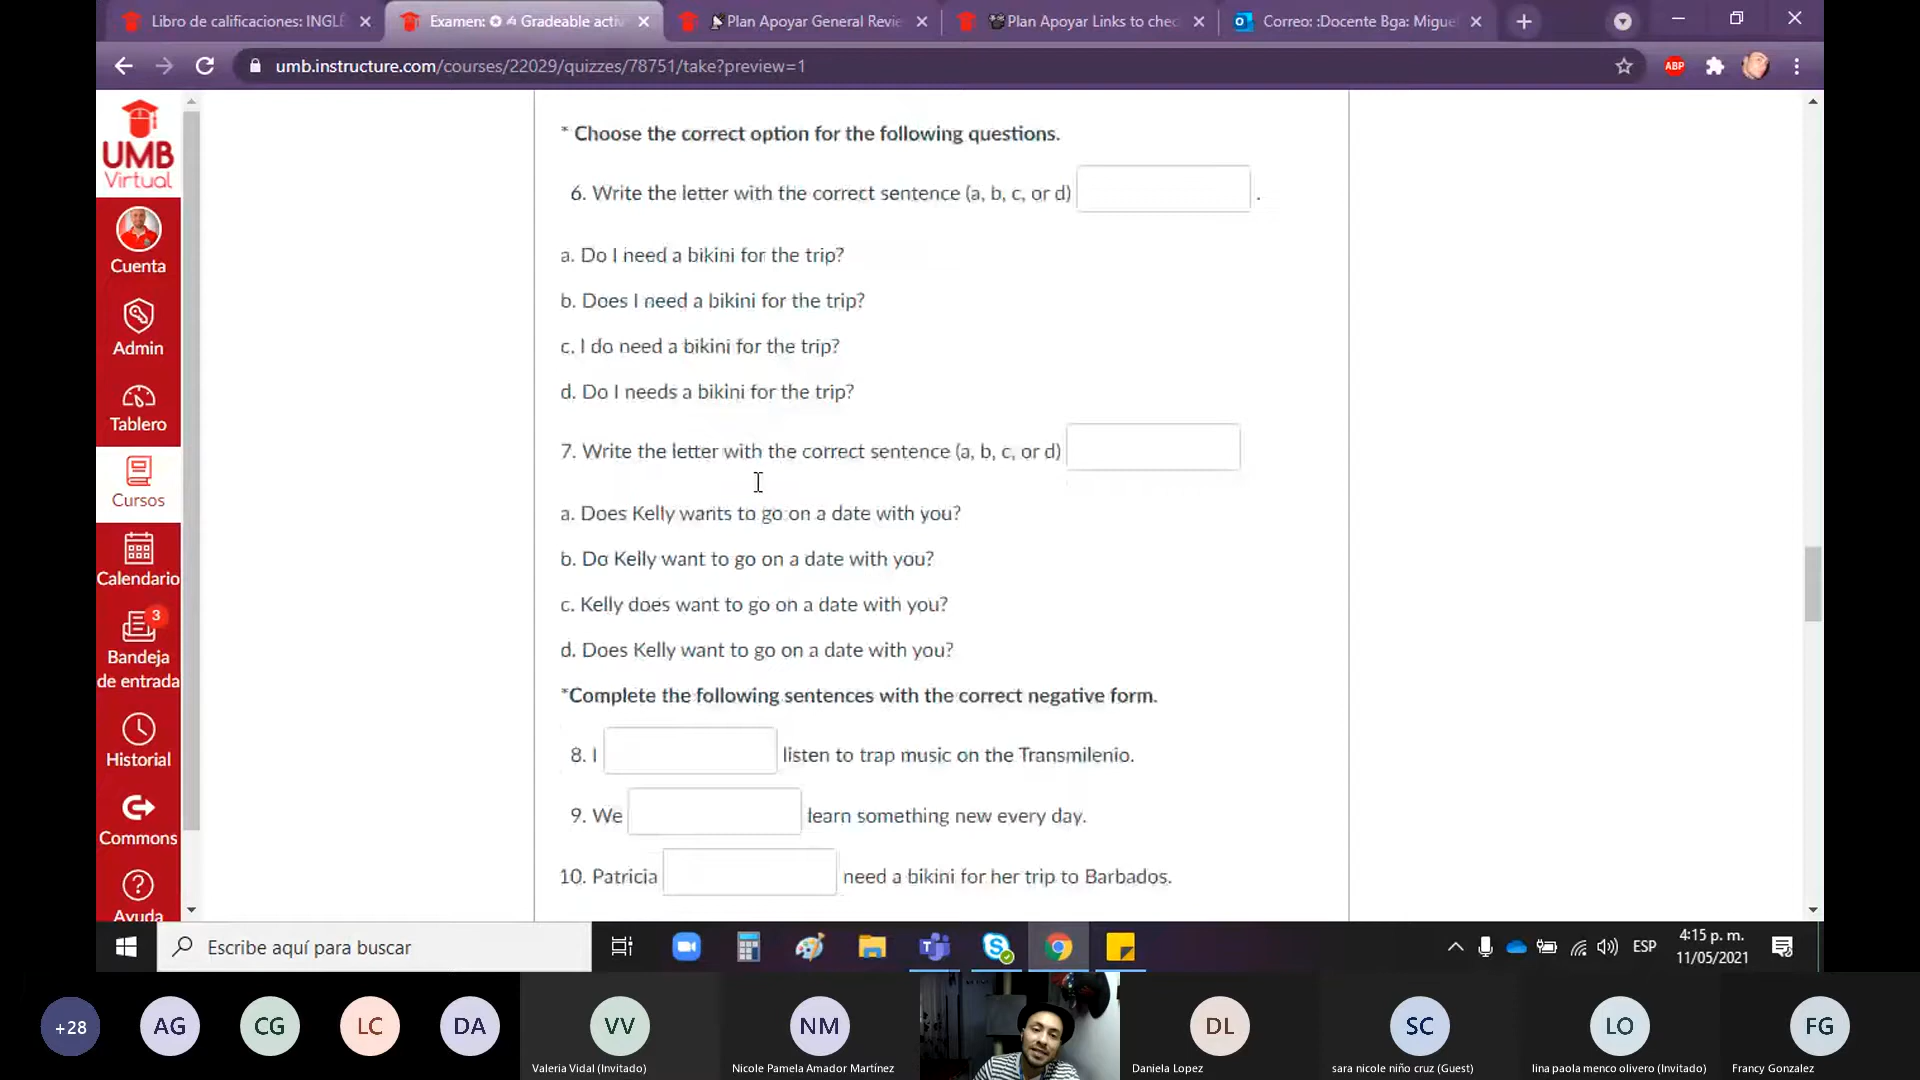 Libro de calificaciones: INGLÉ
Examen: ✪ Gradeable activ
Plan Apoyar General Revie
Plan Apoyar Links to chec
Correo: :Docente Bga: Migue
umb.instructure.com/courses/22029/quizzes/78751/take?preview=1
ABP
UMB
Virtual
Cuenta
Admin
Tablero
Cursos
Calendario
3
Bandeja
de entrada
Historial
Commons
Ayuda
* Choose the correct option for the following questions.
6. Write the letter with the correct sentence (a, b, c, or d) .
a. Do I need a bikini for the trip?
b. Does I need a bikini for the trip?
c. I do need a bikini for the trip?
d. Do I needs a bikini for the trip?
7. Write the letter with the correct sentence (a, b, c, or d)
a. Does Kelly wants to go on a date with you?
b. Do Kelly want to go on a date with you?
c. Kelly does want to go on a date with you?
d. Does Kelly want to go on a date with you?
*Complete the following sentences with the correct negative form.
8. I listen to trap music on the Transmilenio.
9. We learn something new every day.
10. Patricia need a bikini for her trip to Barbados.
Escribe aquí para buscar
ESP
4:15 p. m.
11/05/2021
+28
AG
CG
LC
DA
VV
NM
DL
SC
LO
FG
Valeria Vidal (Invitado)
Nicole Pamela Amador Martínez
Daniela Lopez
sara nicole niño cruz (Guest)
lina paola menco olivero (Invitado)
Francy Gonzalez